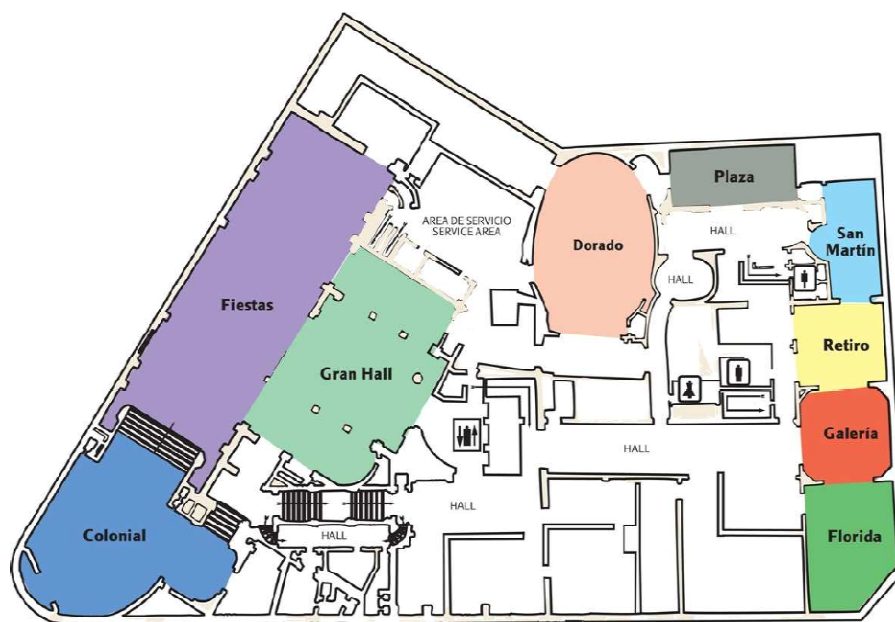 Plaza
AREA DE SERVICIO
SERVICE AREA
HALL
San
Martín
Dorado
HALL
Fiestas
Retiro
Gran Hall
Galería
HALL
HALL
Colonial
HALL
Florida